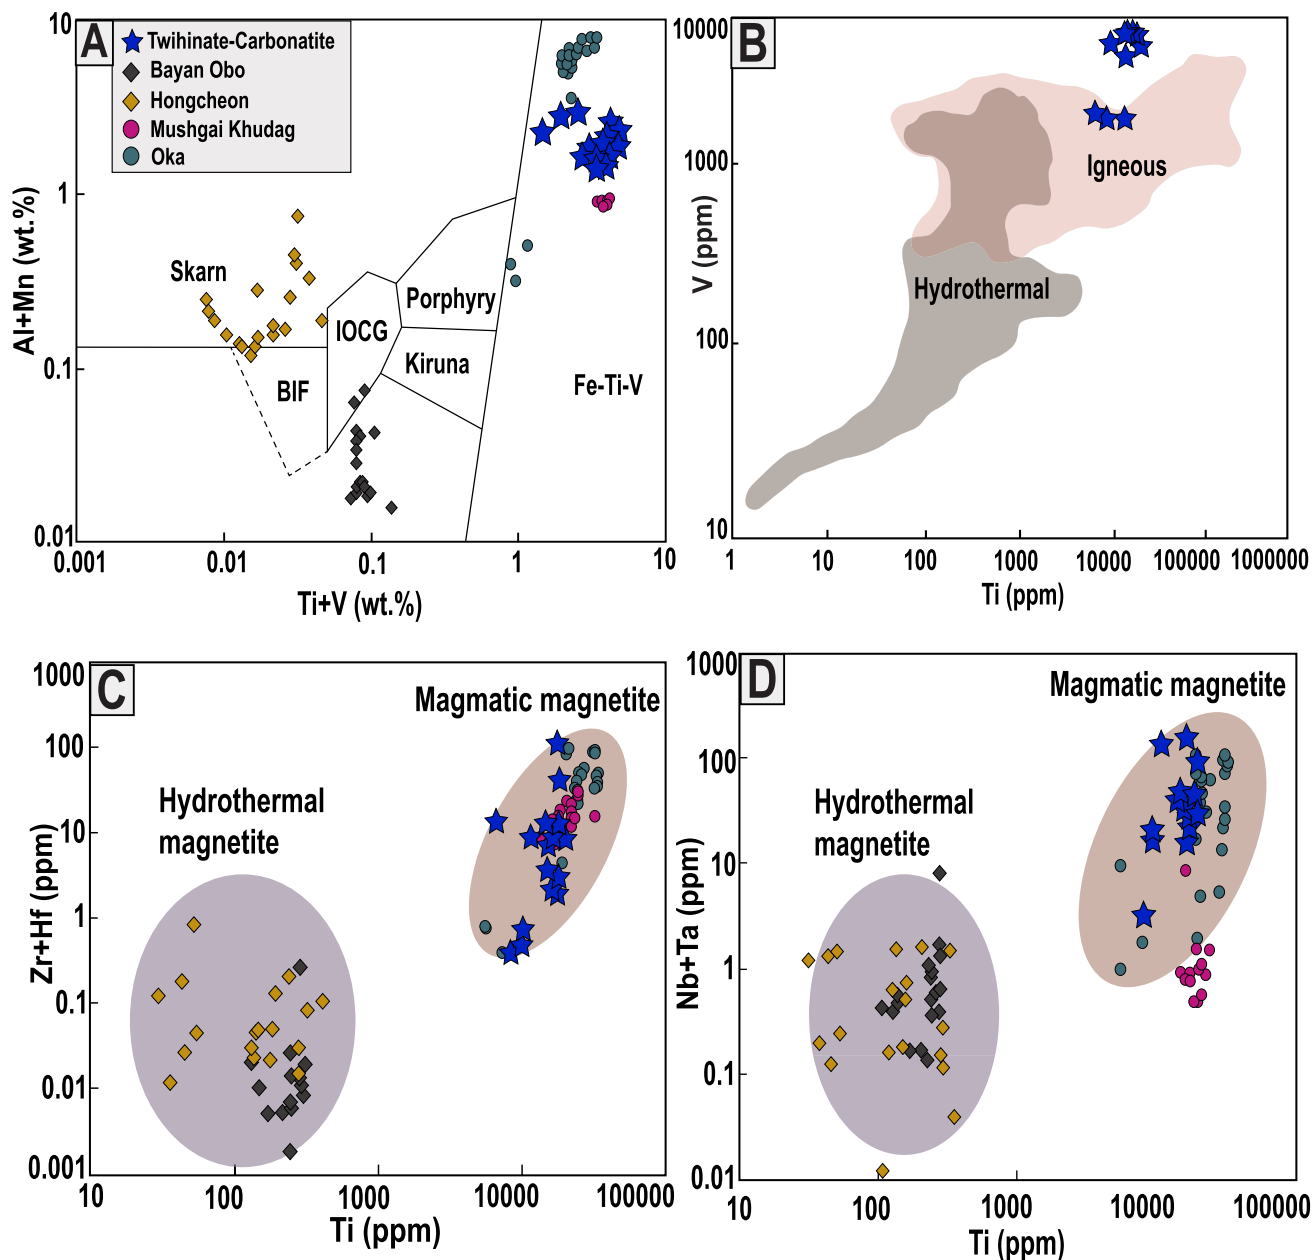 A
Twihinate-Carbonatite
Bayan Obo
Hongcheon
Mushgai Khudag
Oka
10
1
0.1
0.01
Al+Mn (wt.%)
Skarn
BIF
IOCG
Porphyry
Kiruna
Fe-Ti-V
0.001
0.01
0.1
1
10
Ti+V (wt.%)
B
10000
1000
100
10
V (ppm)
Igneous
Hydrothermal
1
10
100
1000
10000
100000
1000000
Ti (ppm)
C
1000
100
10
1
0.1
0.01
0.001
Zr+Hf (ppm)
Magmatic magnetite
Hydrothermal
magnetite
10
100
1000
10000
100000
Ti (ppm)
D
1000
100
10
1
0.1
0.01
Nb+Ta (ppm)
Magmatic magnetite
Hydrothermal
magnetite
10
100
1000
10000
100000
Ti (ppm)